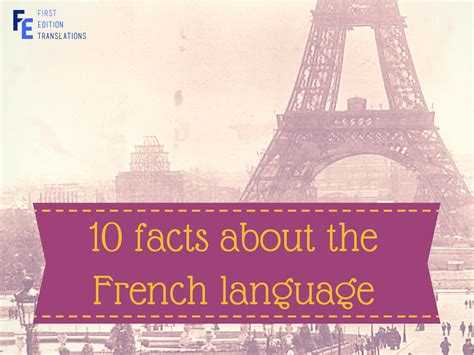 FE FIRST
EDITION
TRANSLATIONS
10 facts about the
French language